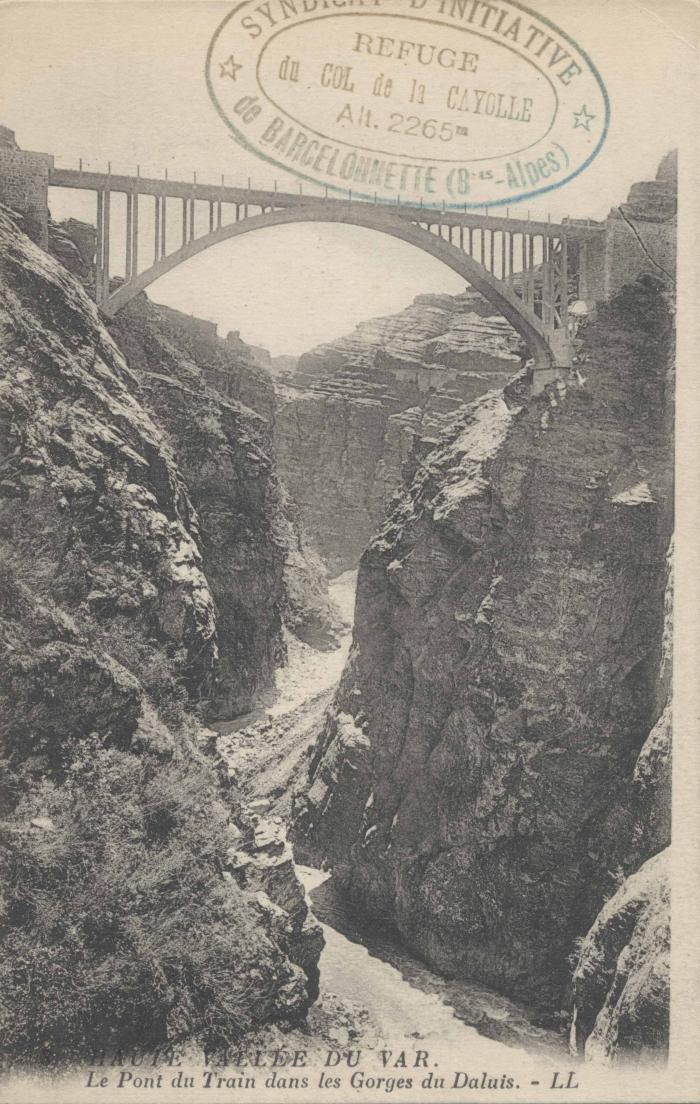 SYNDICAT D'INITIATIVE
REFUGE
du COL de la CAYOLLE
Alt. 2265m
de BARCELONNETTE (Bses-Alpes)
HAUTE VALLÉE DU VAR.
Le Pont du Train dans les Gorges du Daluis. - LL